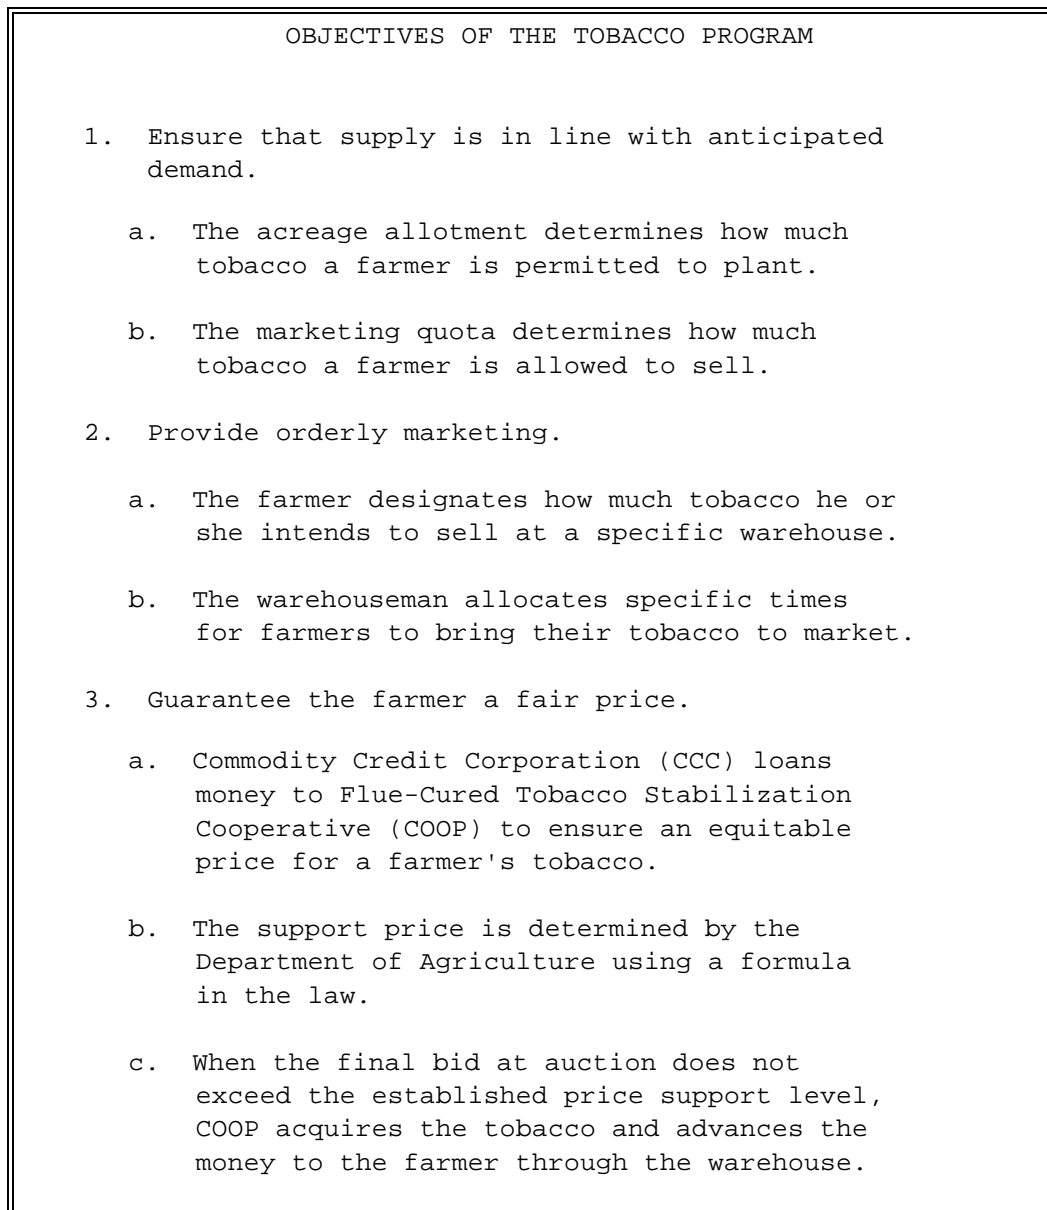 OBJECTIVES OF THE TOBACCO PROGRAM
1. Ensure that supply is in line with anticipated
demand.
a. The acreage allotment determines how much
tobacco a farmer is permitted to plant.
b. The marketing quota determines how much
tobacco a farmer is allowed to sell.
2. Provide orderly marketing.
a. The farmer designates how much tobacco he or
she intends to sell at a specific warehouse.
b. The warehouseman allocates specific times
for farmers to bring their tobacco to market.
3. Guarantee the farmer a fair price.
a. Commodity Credit Corporation (CCC) loans
money to Flue-Cured Tobacco Stabilization
Cooperative (COOP) to ensure an equitable
price for a farmer's tobacco.
b. The support price is determined by the
Department of Agriculture using a formula
in the law.
c. When the final bid at auction does not
exceed the established price support level,
COOP acquires the tobacco and advances the
money to the farmer through the warehouse.